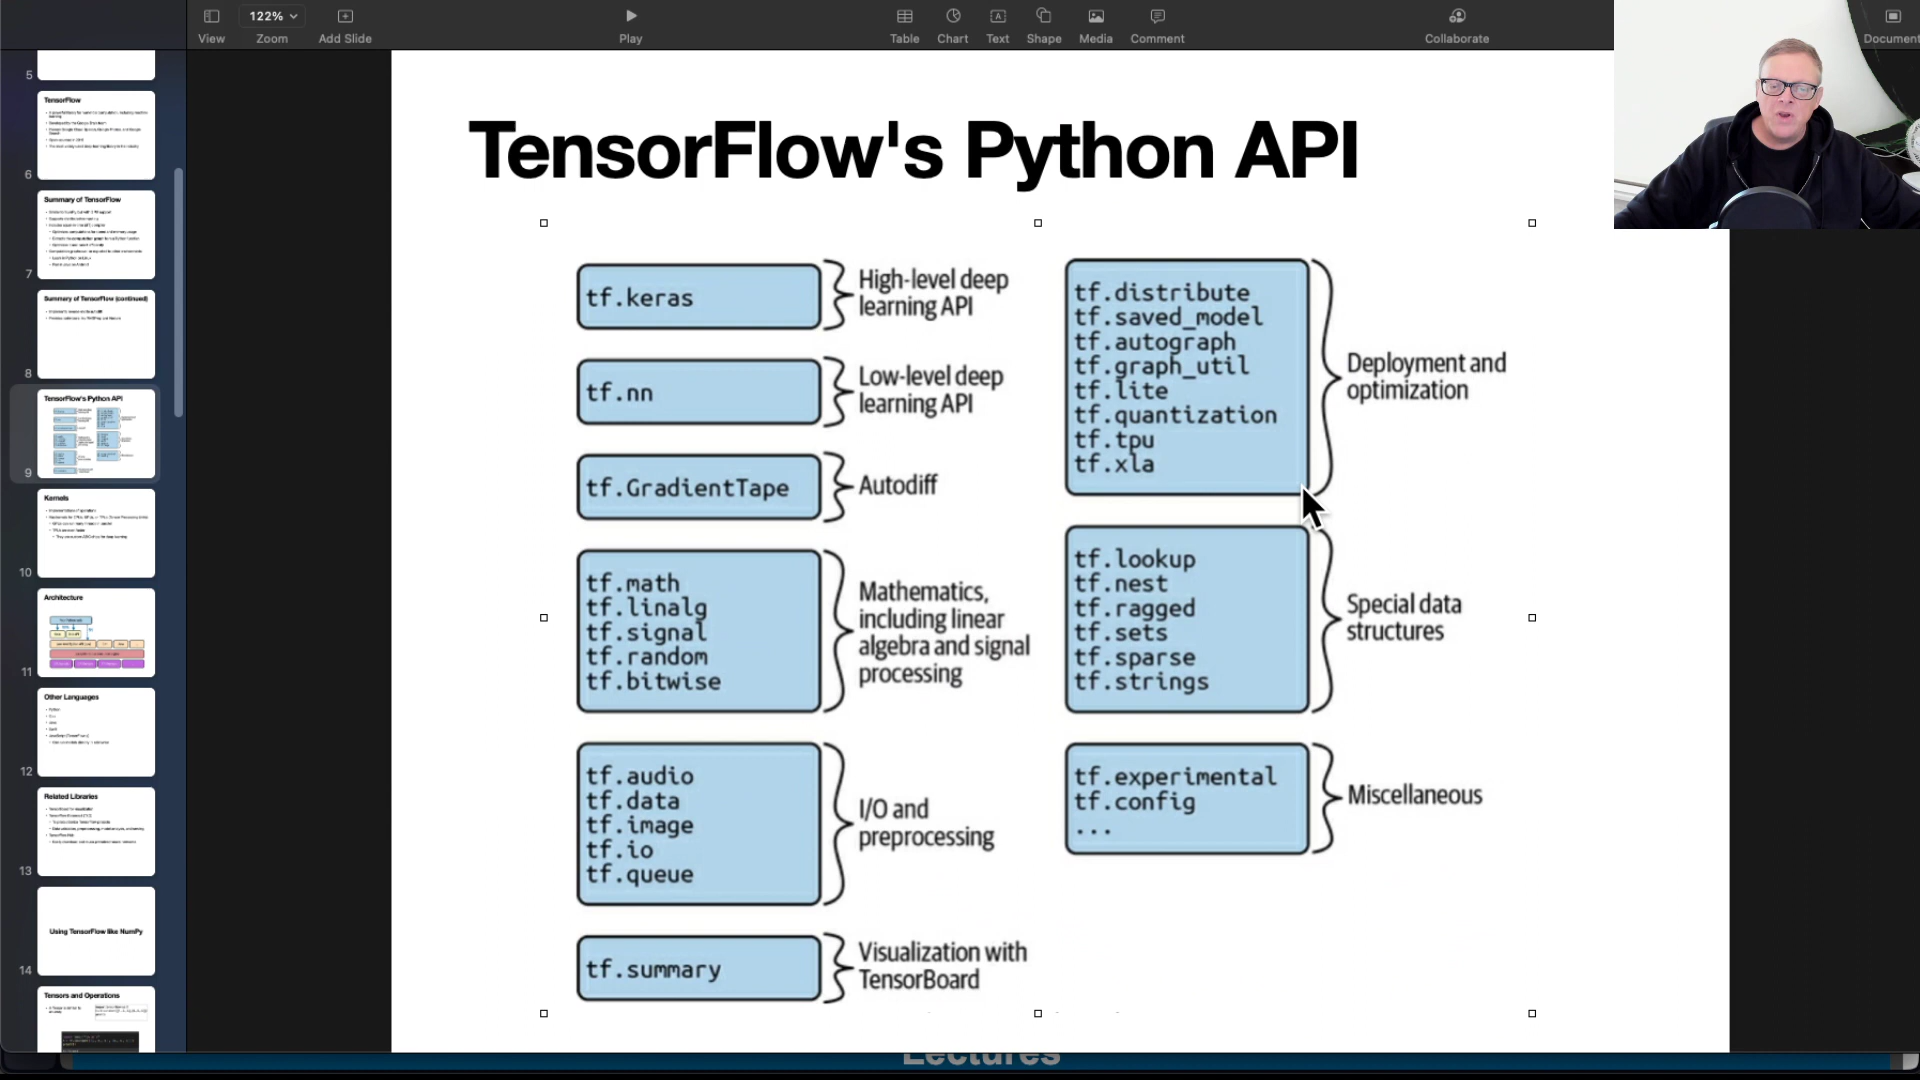 122%
View
Zoom
Add Slide
Play
Table
Chart
Text
Shape
Media
Comment
Collaborate
Document
5
TensorFlow
6
Summary of TensorFlow
7
Summary of TensorFlow (continued)
8
TensorFlow's Python API
9
Kernels
10
Architecture
11
Other Languages
12
Related Libraries
13
Using TensorFlow like NumPy
14
Tensors and Operations
TensorFlow's Python API
tf.keras
High-level deep
learning API
tf.nn
Low-level deep
learning API
tf.GradientTape
Autodiff
tf.math
tf.linalg
tf.signal
tf.random
tf.bitwise
Mathematics,
including linear
algebra and signal
processing
tf.audio
tf.data
tf.image
tf.io
tf.queue
I/O and
preprocessing
tf.summary
Visualization with
TensorBoard
tf.distribute
tf.saved_model
tf.autograph
tf.graph_util
tf.lite
tf.quantization
tf.tpu
tf.xla
Deployment and
optimization
tf.lookup
tf.nest
tf.ragged
tf.sets
tf.sparse
tf.strings
Special data
structures
tf.experimental
tf.config
...
Miscellaneous
Lectures